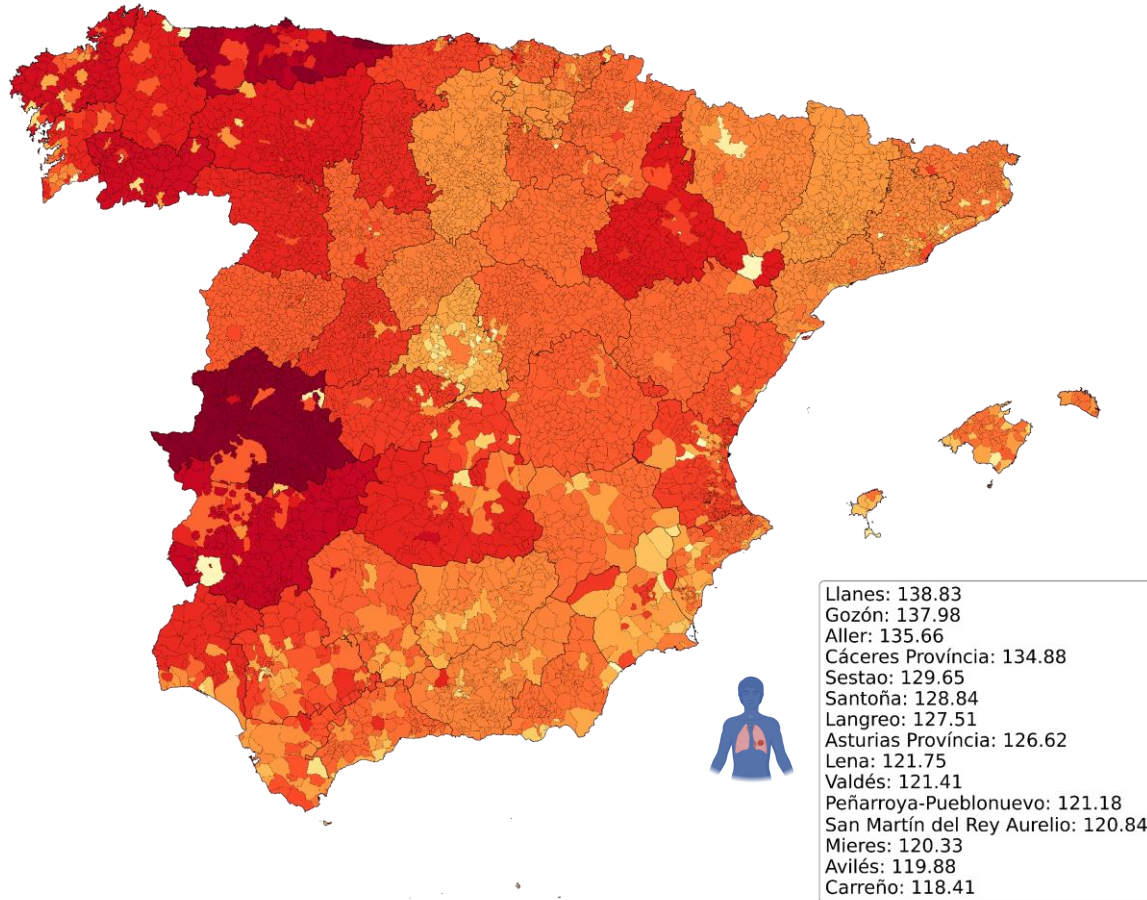 Llanes: 138.83
Gozón: 137.98
Aller: 135.66
Cáceres Província: 134.88
Sestao: 129.65
Santoña: 128.84
Langreo: 127.51
Asturias Província: 126.62
Lena: 121.75
Valdés: 121.41
Peñarroya-Pueblonuevo: 121.18
San Martín del Rey Aurelio: 120.84
Mieres: 120.33
Avilés: 119.88
Carreño: 118.41